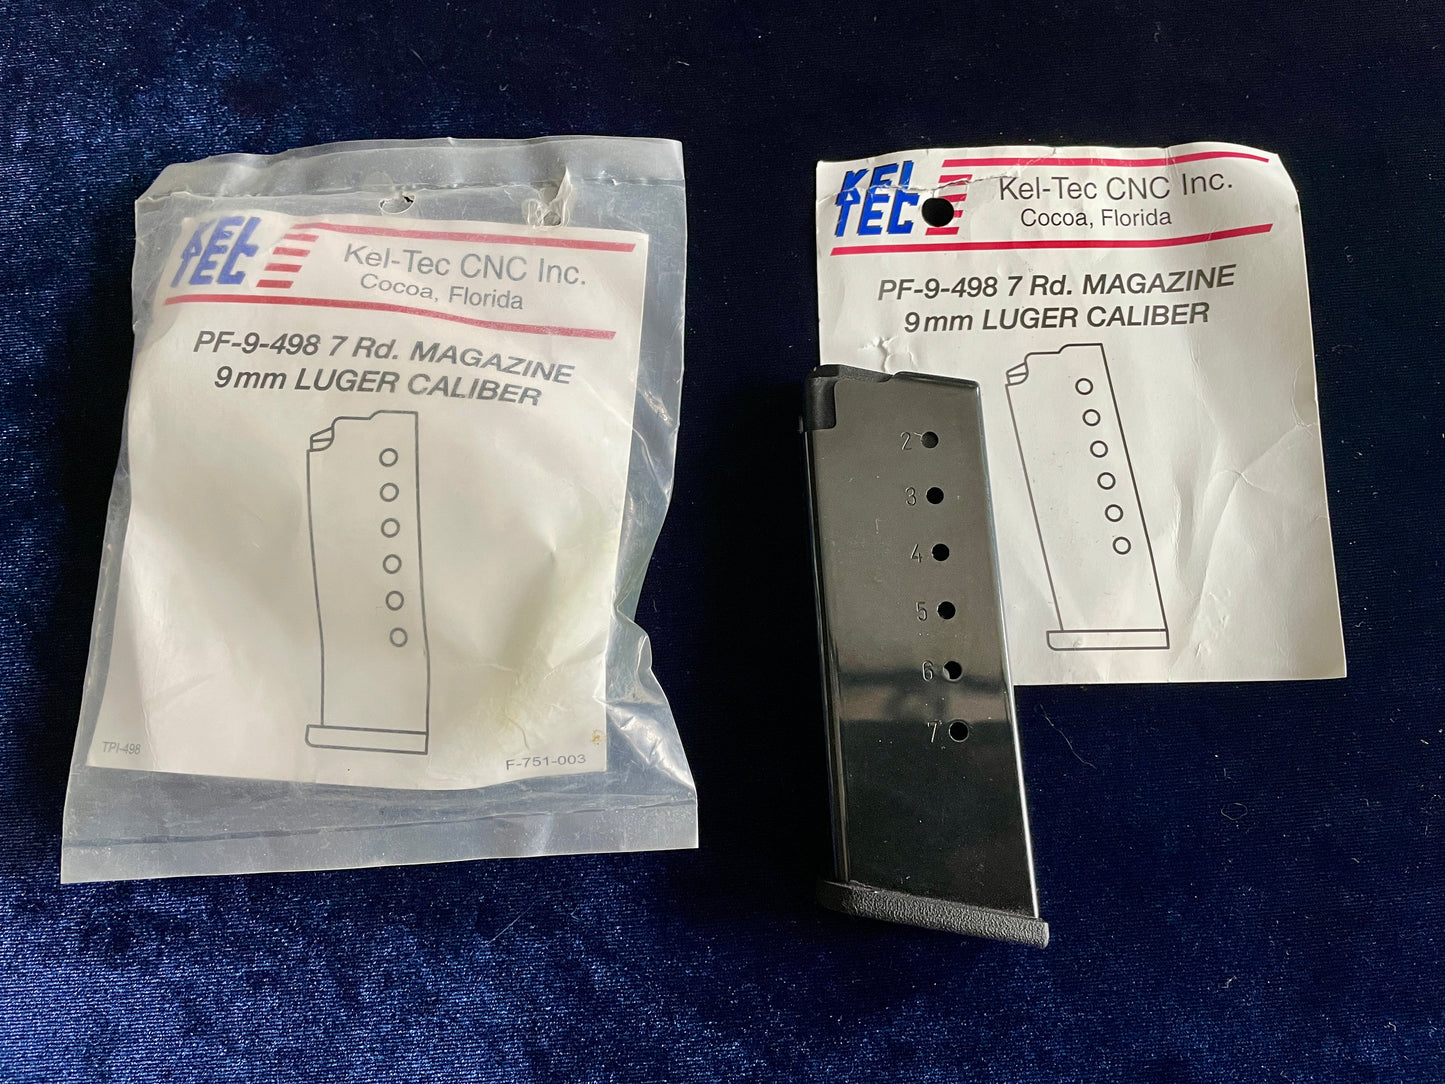 KEL
TEC
Kel-Tec CNC Inc.
Cocoa, Florida
PF-9-498 7 Rd. MAGAZINE
9mm LUGER CALIBER
TPI-498
F-751-003
KEL
TEC
Kel-Tec CNC Inc.
Cocoa, Florida
PF-9-498 7 Rd. MAGAZINE
9mm LUGER CALIBER
2
3
4
5
6
7